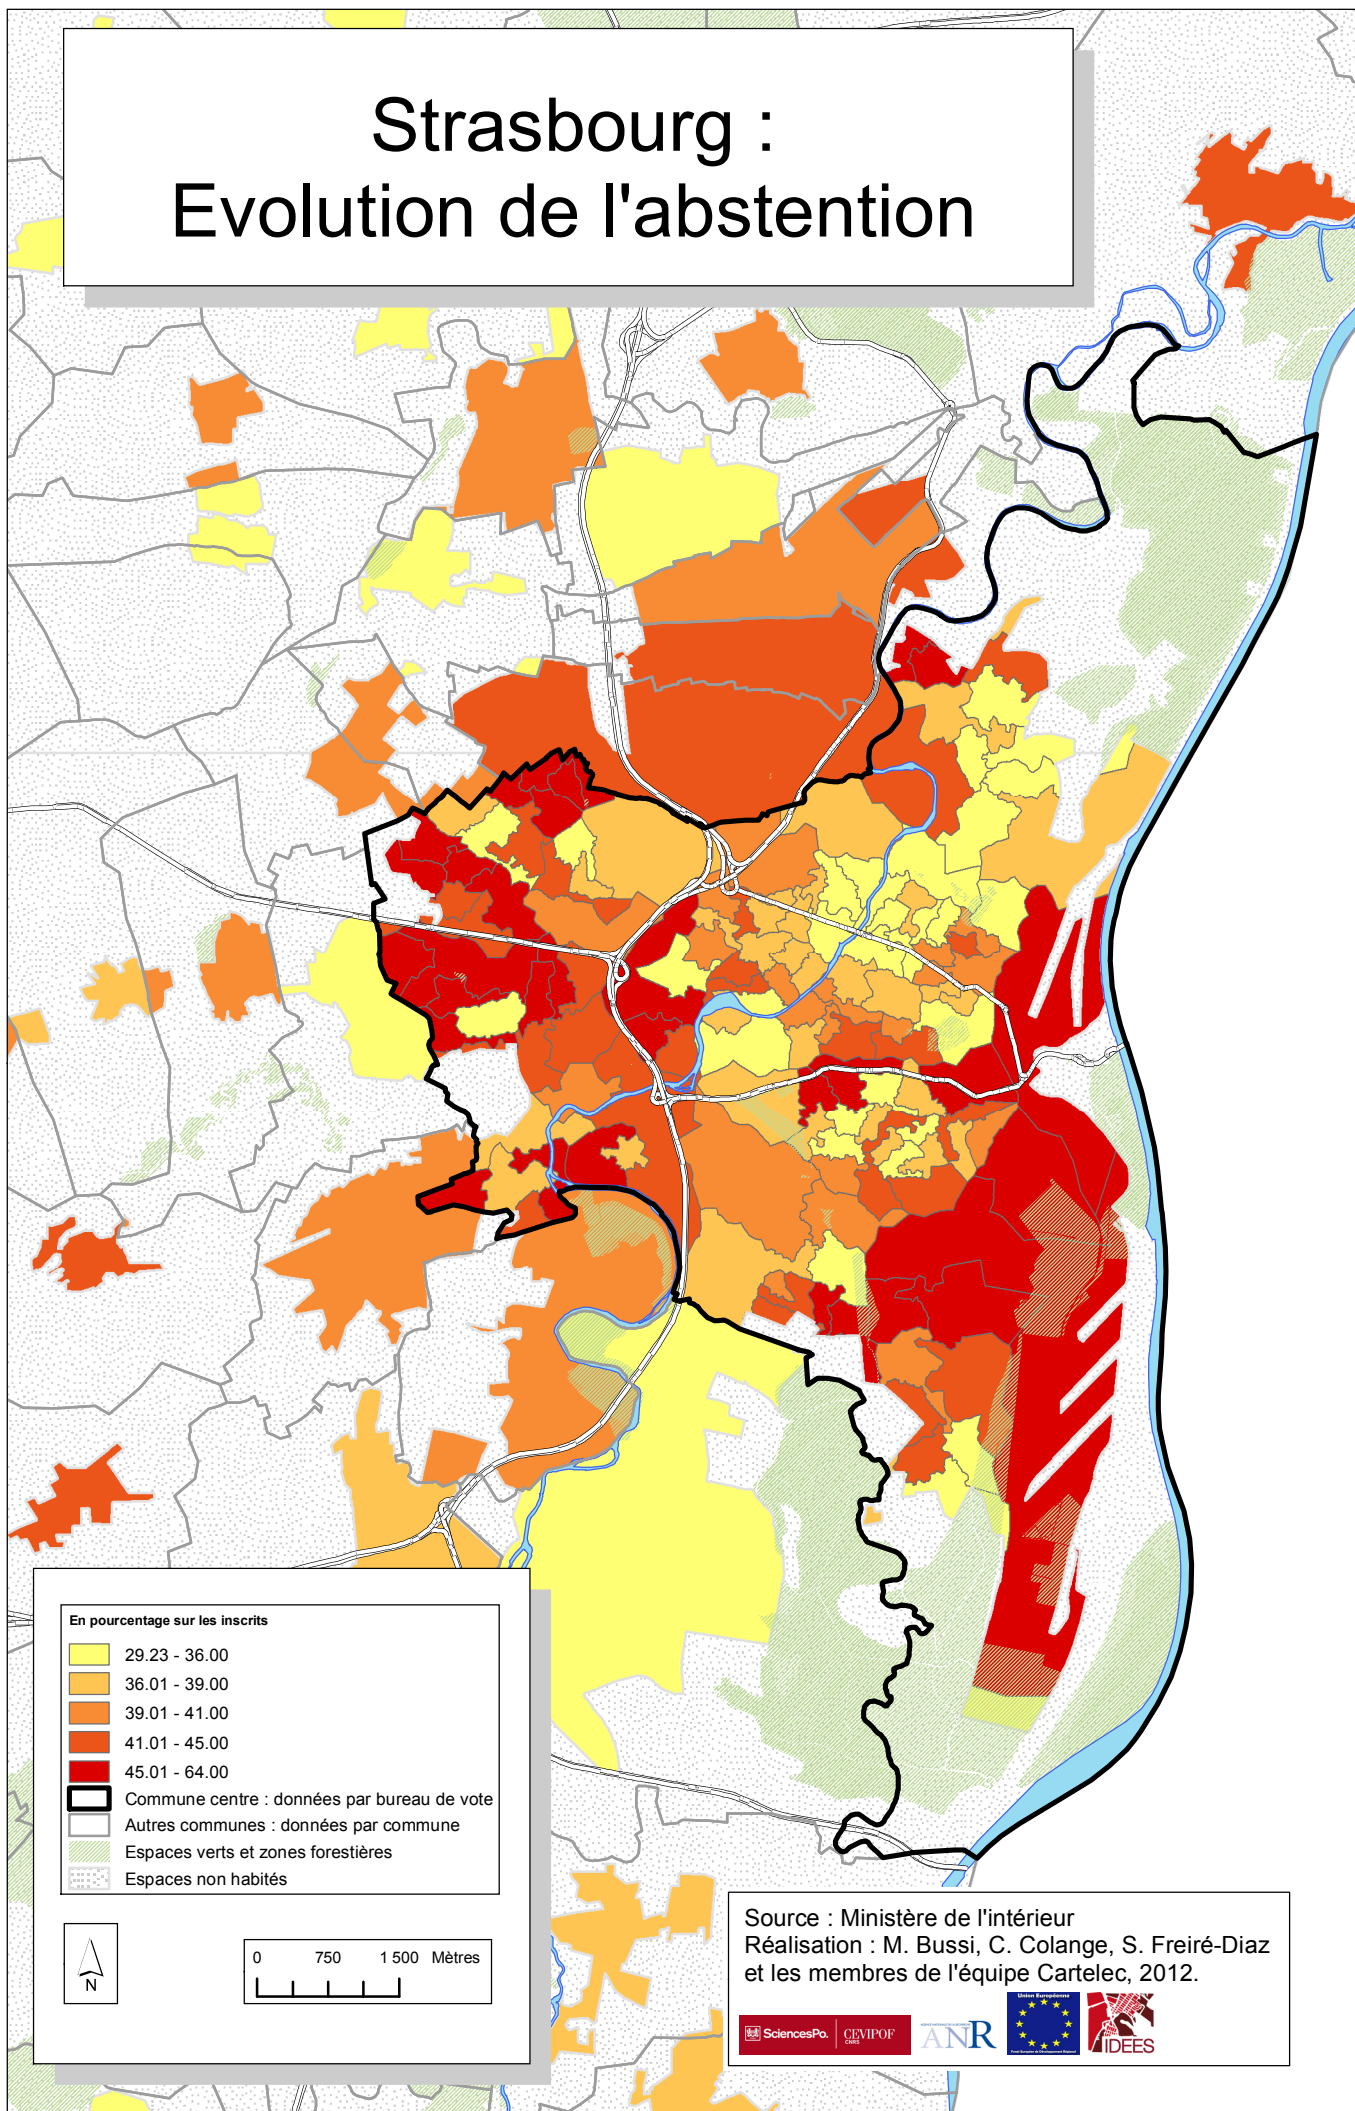 Strasbourg :
Evolution de l'abstention
En pourcentage sur les inscrits
29.23 - 36.00
36.01 - 39.00
39.01 - 41.00
41.01 - 45.00
45.01 - 64.00
Commune centre : données par bureau de vote
Autres communes : données par commune
Espaces verts et zones forestières
Espaces non habités
N
0 750 1 500 Mètres
Source : Ministère de l'intérieur
Réalisation : M. Bussi, C. Colange, S. Freiré-Diaz
et les membres de l'équipe Cartelec, 2012.
SciencesPo.
CEVIPOF
CNRS
ANR
Union Européenne
IDEES